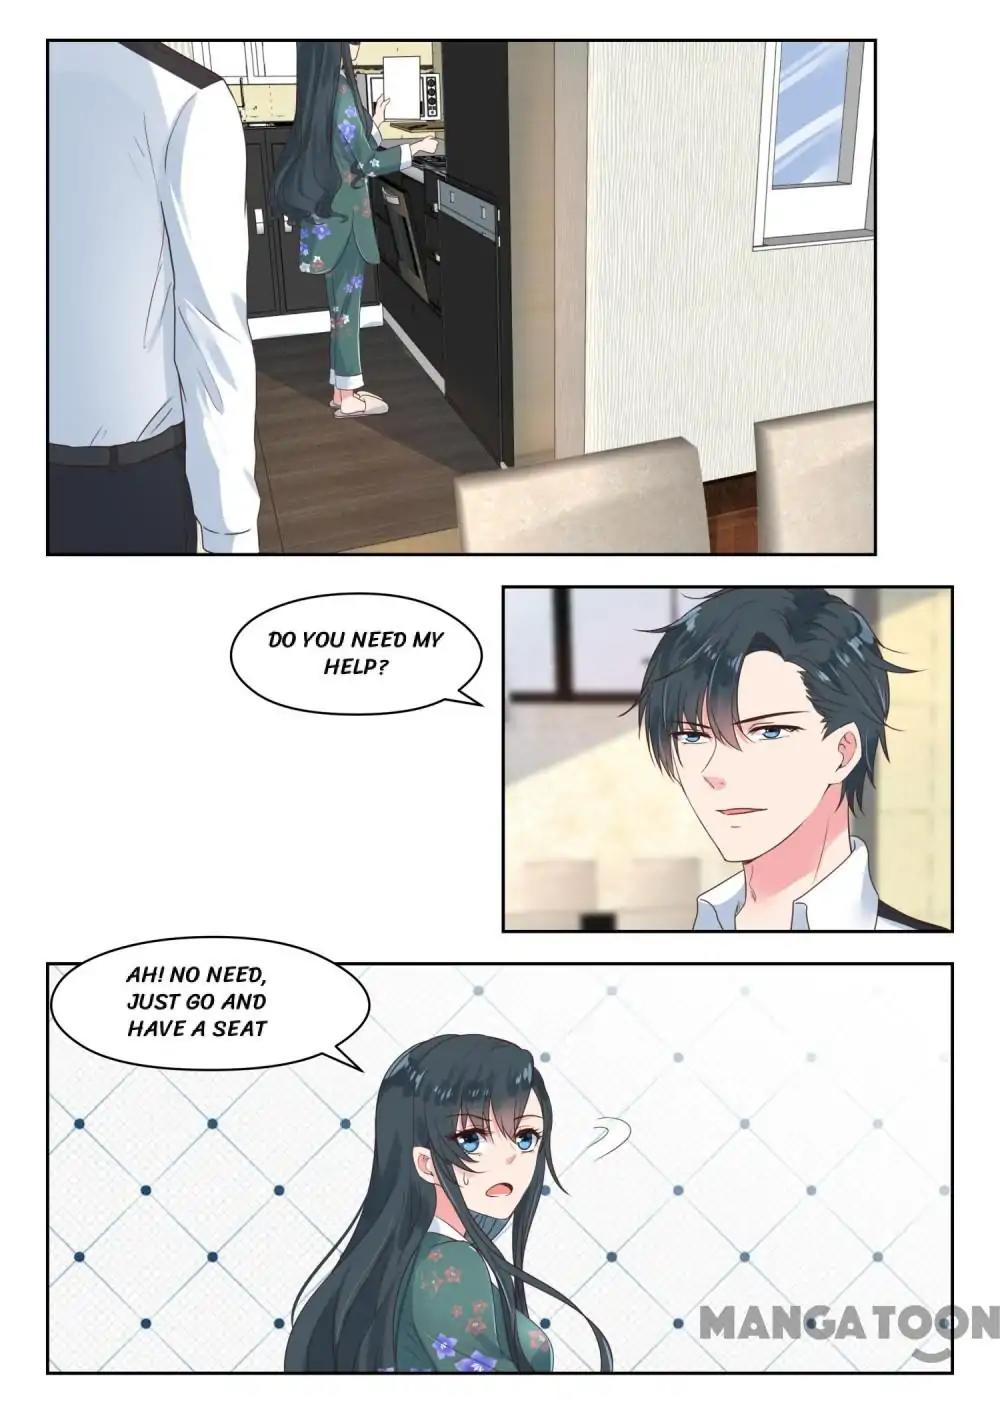 DO YOU NEED MY
HELP?
AH! NO NEED,
JUST GO AND
HAVE A SEAT
MANGATOON